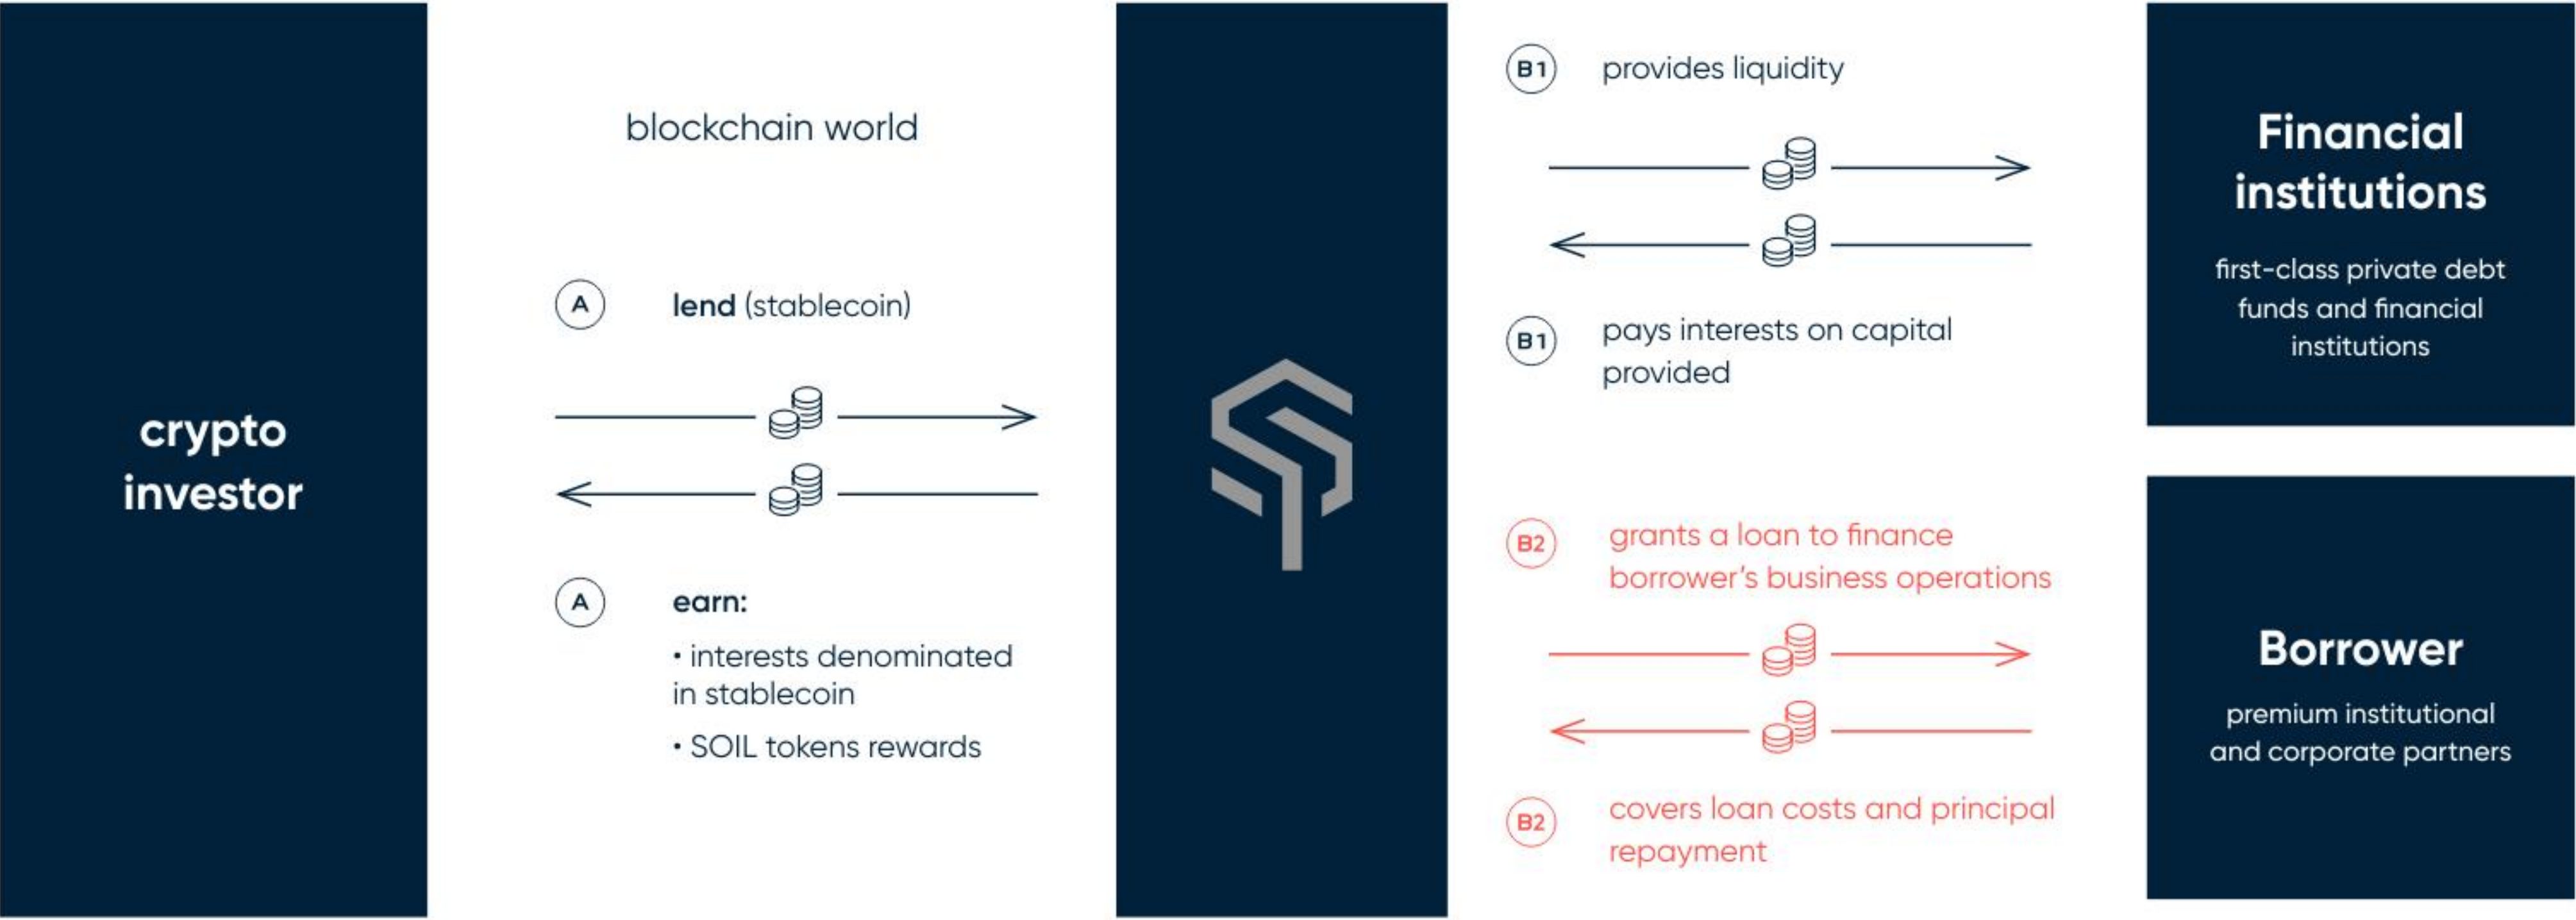 crypto
investor
blockchain world
A
lend (stablecoin)
A
earn:
• interests denominated
in stablecoin
• SOIL tokens rewards
B1
provides liquidity
B1
pays interests on capital
provided
B2
grants a loan to finance
borrower's business operations
B2
covers loan costs and principal
repayment
Financial
institutions
first-class private debt
funds and financial
institutions
Borrower
premium institutional
and corporate partners